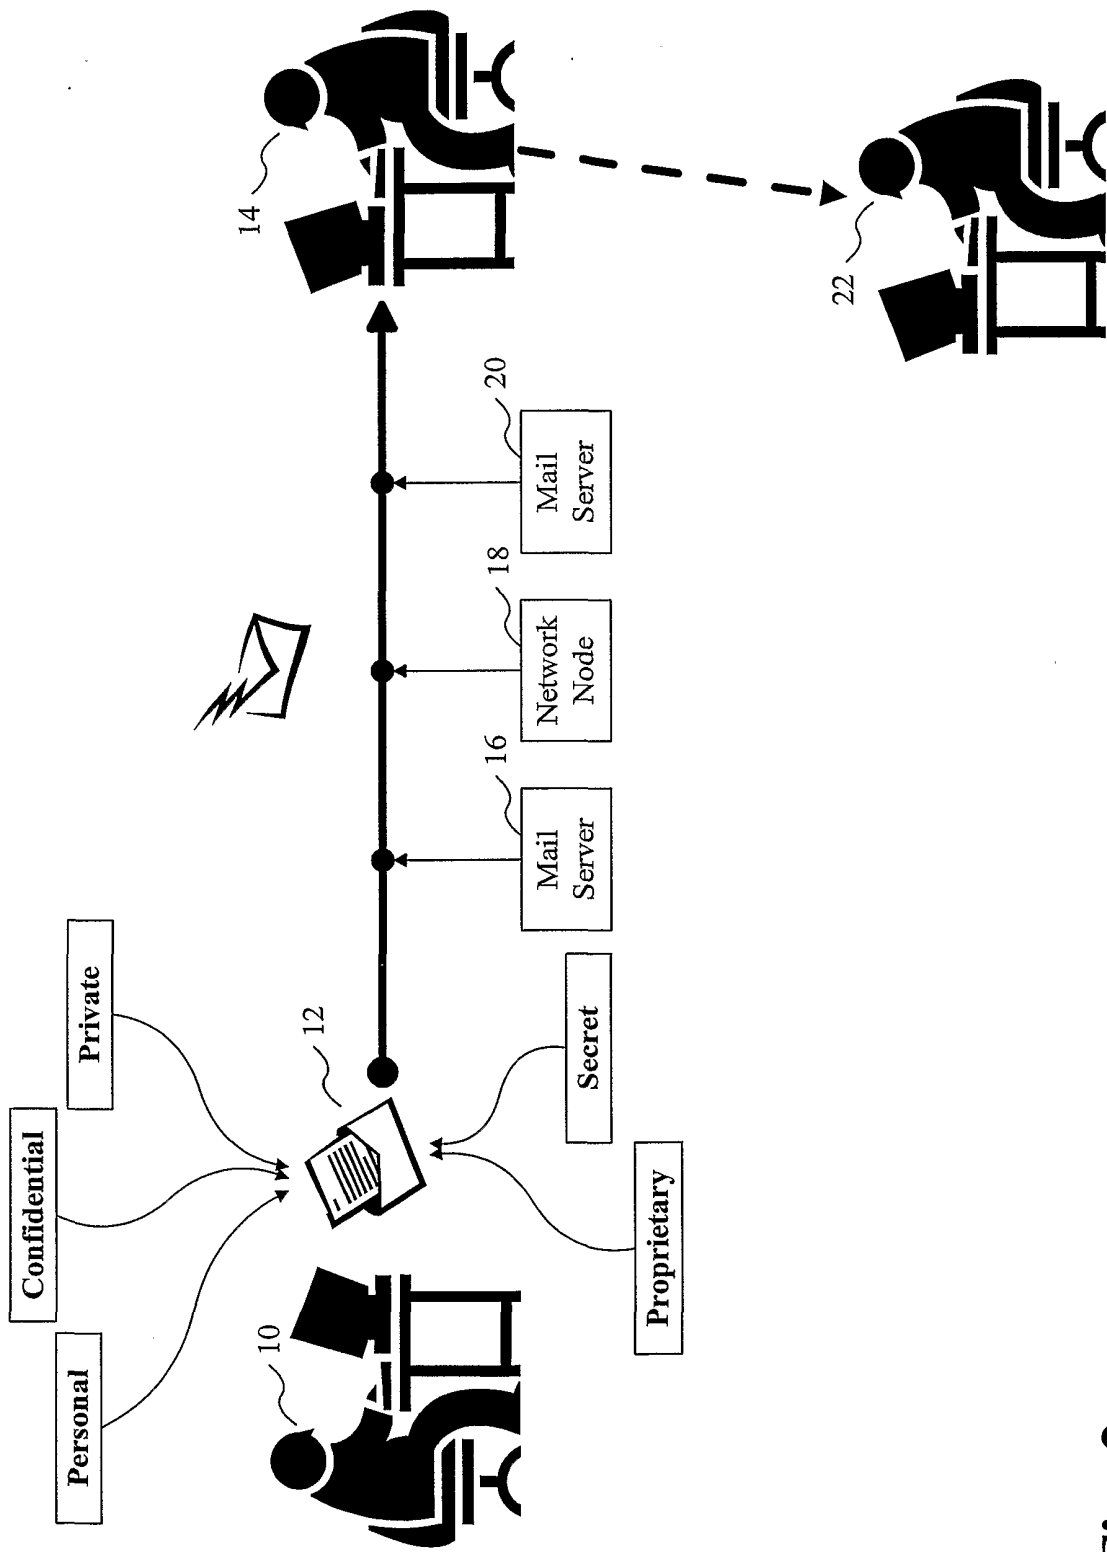 Personal
Confidential
Private
10
12
14
Proprietary
Secret
16
Mail
Server
18
Network
Node
20
Mail
Server
22